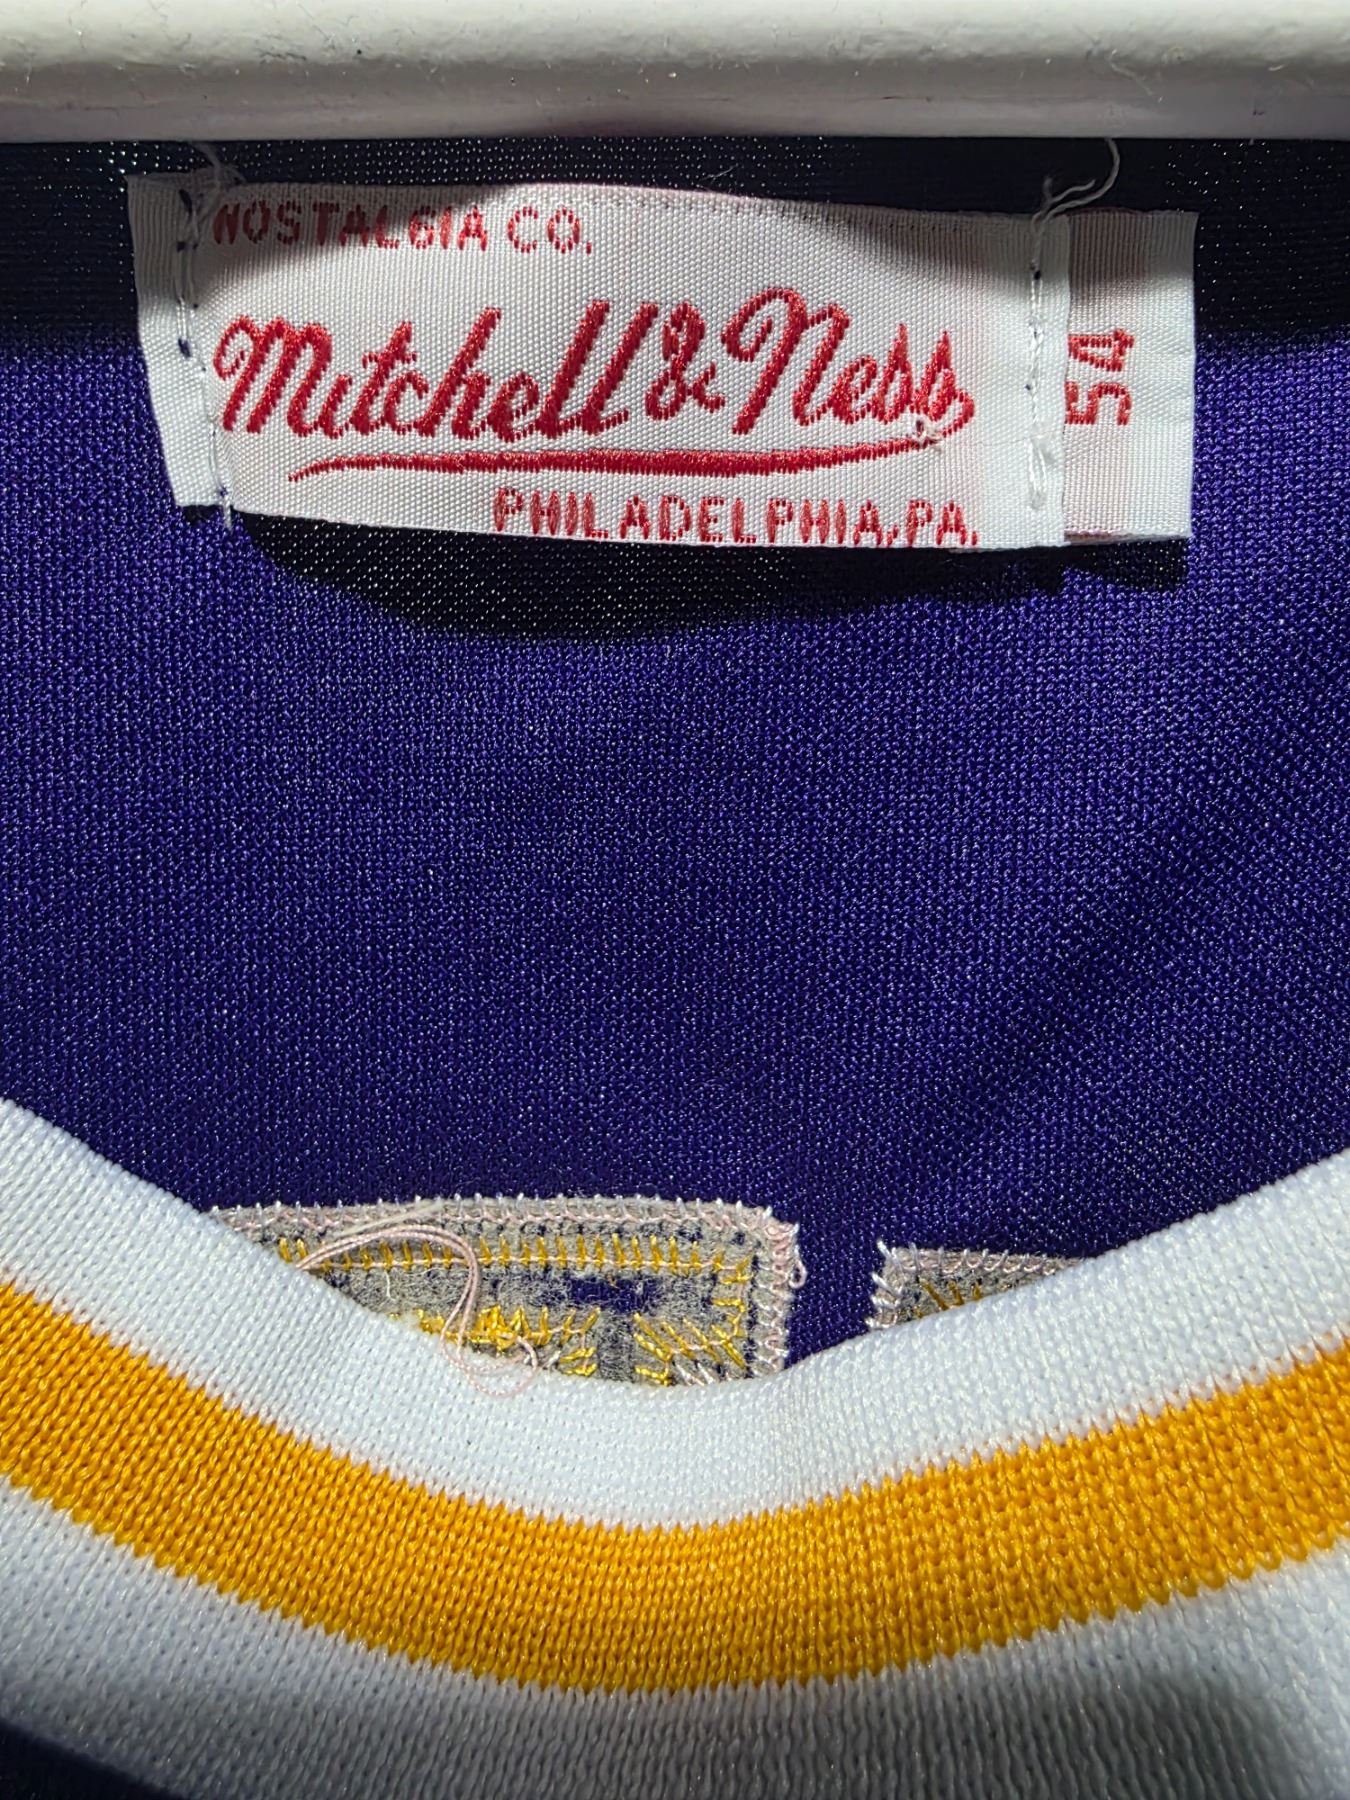 NOSTALGIA CO.
Mitchell & Ness
PHILADELPHIA, PA.
54